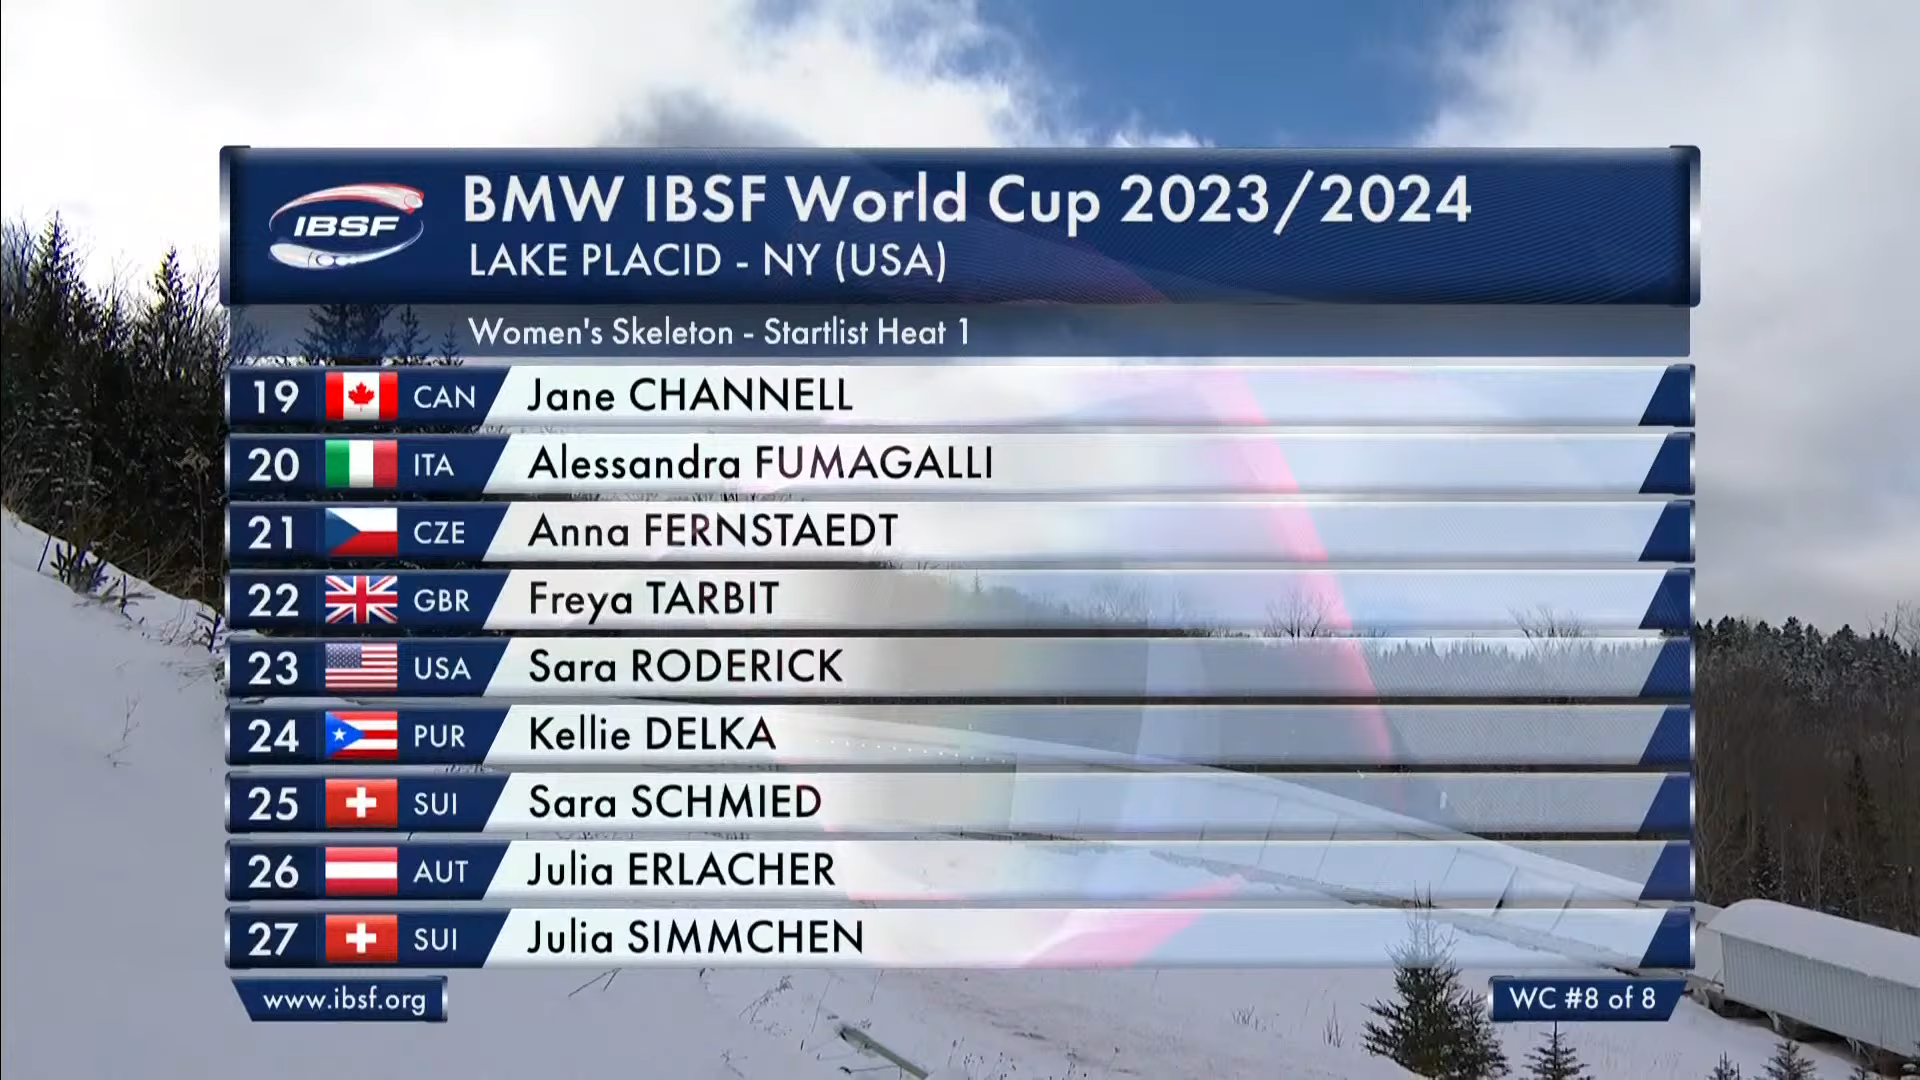 IBSF
BMW IBSF World Cup 2023/2024
LAKE PLACID - NY (USA)
Women's Skeleton - Startlist Heat 1
19 CAN Jane CHANNELL
20 ITA Alessandra FUMAGALLI
21 CZE Anna FERNSTAEDT
22 GBR Freya TARBIT
23 USA Sara RODERICK
24 PUR Kellie DELKA
25 SUI Sara SCHMIED
26 AUT Julia ERLACHER
27 SUI Julia SIMMCHEN
www.ibsf.org WC #8 of 8